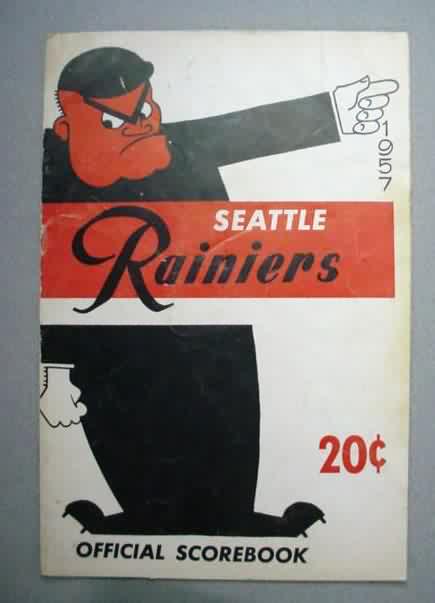 1957
SEATTLE
Rainiers
20¢
OFFICIAL SCOREBOOK